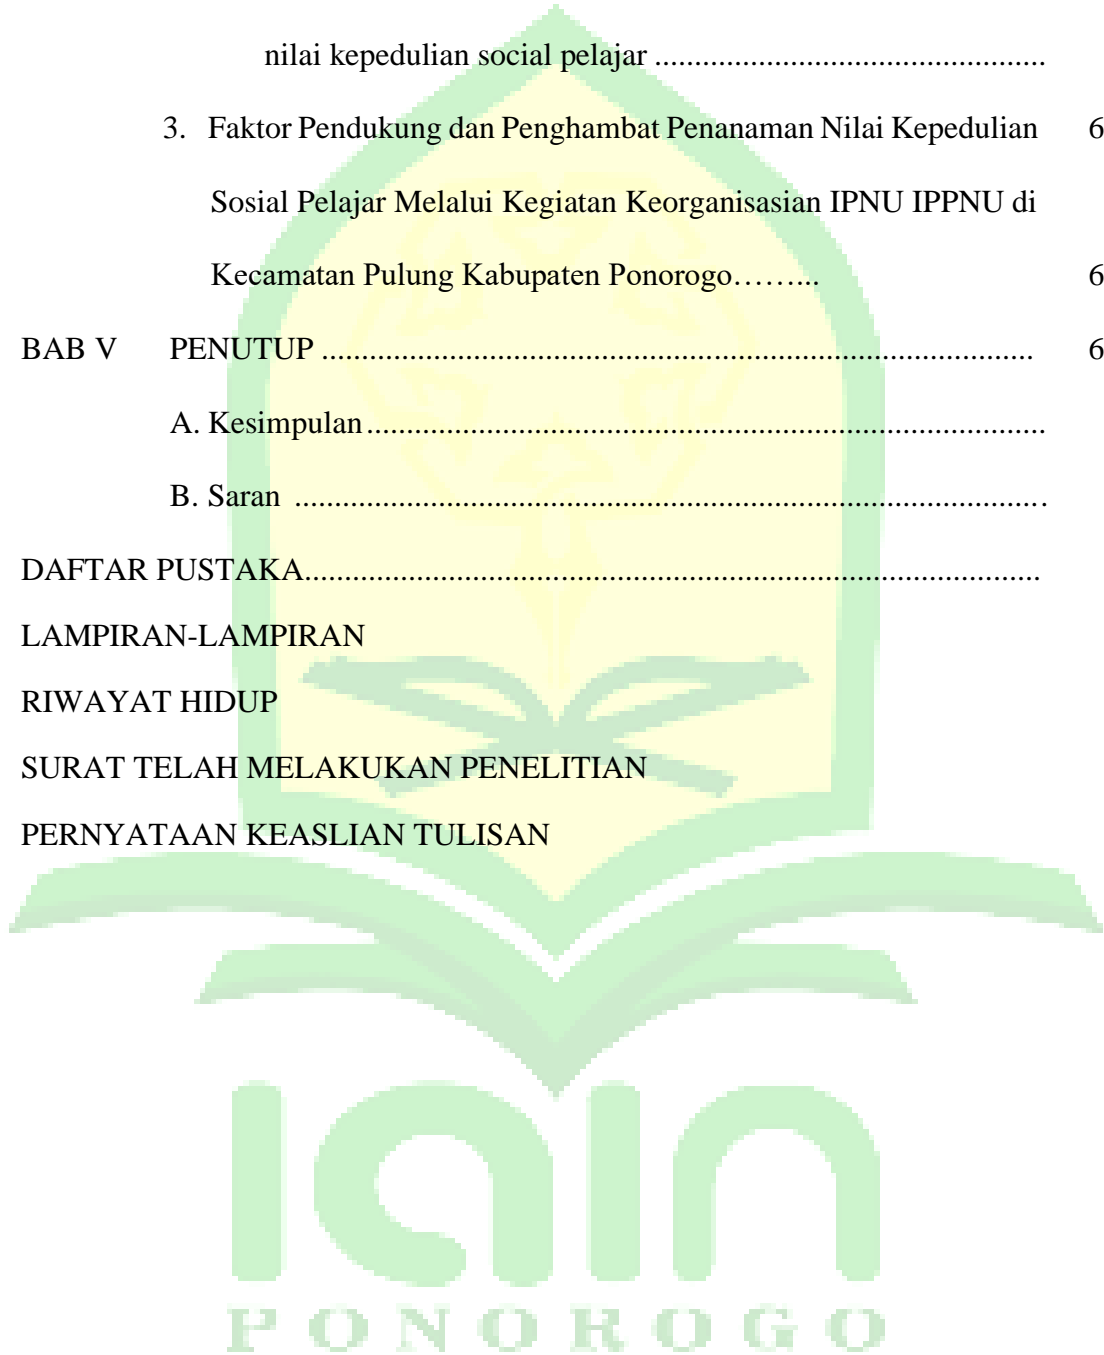 nilai kepedulian social pelajar .................................................
3. Faktor Pendukung dan Penghambat Penanaman Nilai Kepedulian 6
Sosial Pelajar Melalui Kegiatan Keorganisasian IPNU IPPNU di
Kecamatan Pulung Kabupaten Ponorogo……... 6
BAB V PENUTUP ......................................................................................... 6
A. Kesimpulan.....................................................................................
B. Saran ..............................................................................................
DAFTAR PUSTAKA............................................................................................
LAMPIRAN-LAMPIRAN
RIWAYAT HIDUP
SURAT TELAH MELAKUKAN PENELITIAN
PERNYATAAN KEASLIAN TULISAN
iain
PONOROGO